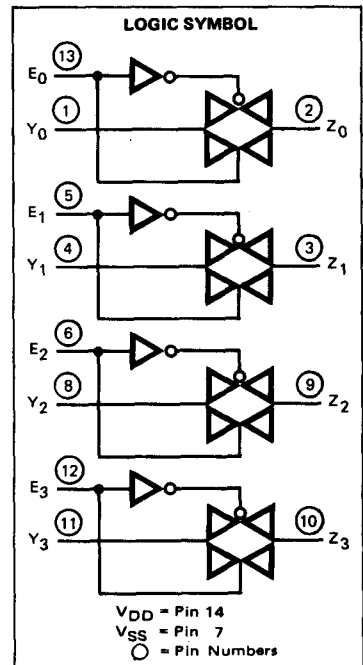 LOGIC SYMBOL
13
E0
1
2
Y0
Z0
5
E1
4
3
Y1
Z1
6
E2
8
9
Y2
Z2
12
E3
11
10
Y3
Z3
VDD = Pin 14
VSS = Pin 7
= Pin Numbers